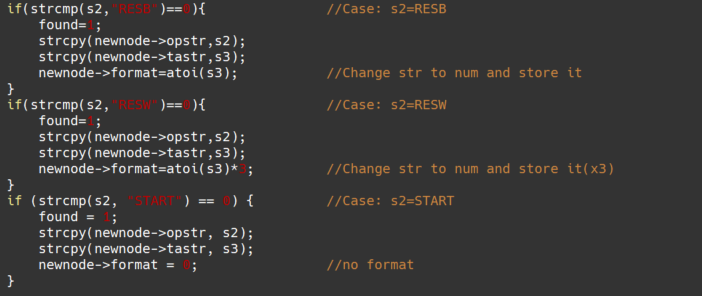 if(strcmp(s2,"RESB")==0){ //Case: s2=RESB
    found=1;
    strcpy(newnode->opstr,s2);
    strcpy(newnode->tastr,s3);
    newnode->format=atoi(s3); //Change str to num and store it
}
if(strcmp(s2,"RESW")==0){ //Case: s2=RESW
    found=1;
    strcpy(newnode->opstr,s2);
    strcpy(newnode->tastr,s3);
    newnode->format=atoi(s3)*3; //Change str to num and store it(x3)
}
if (strcmp(s2, "START") == 0) { //Case: s2=START
    found = 1;
    strcpy(newnode->opstr, s2);
    strcpy(newnode->tastr, s3);
    newnode->format = 0; //no format
}